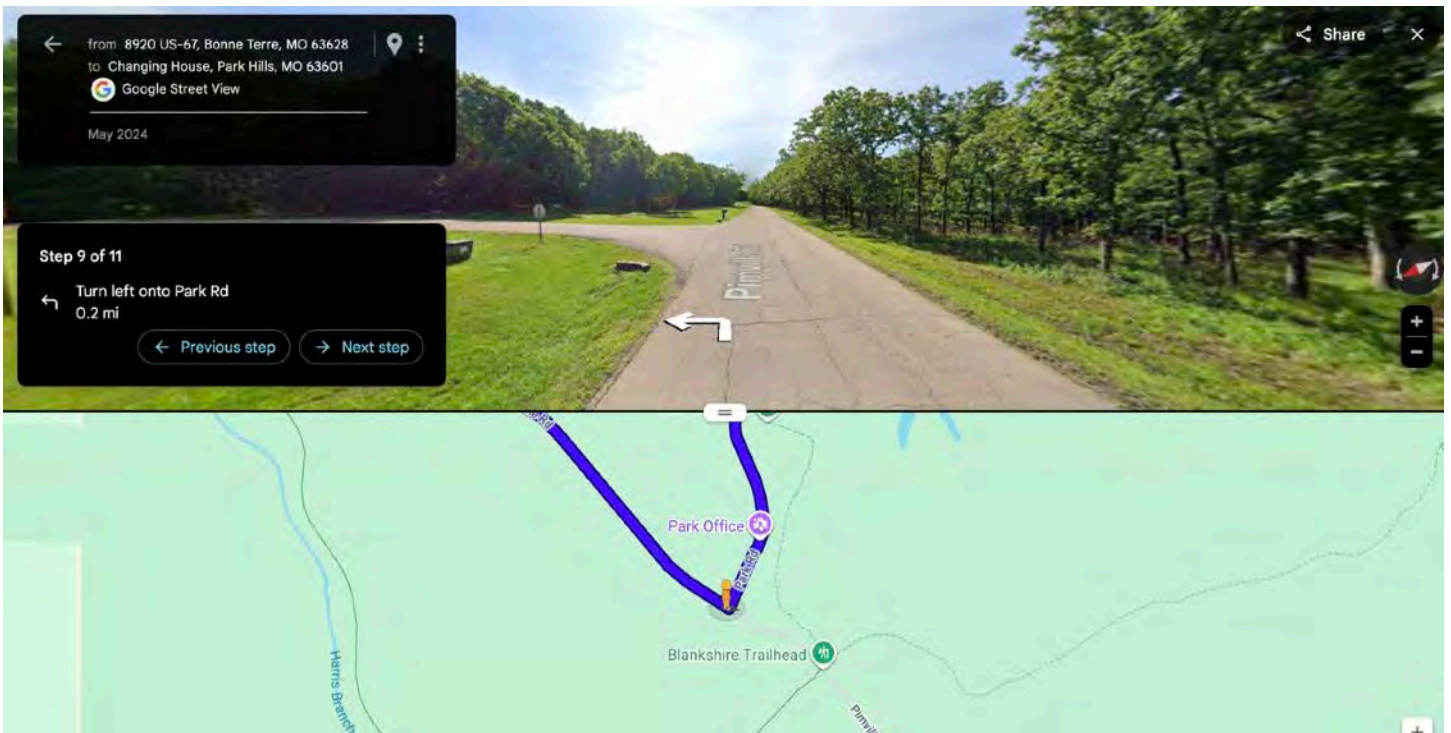 from 8920 US-67, Bonne Terre, MO 63628
to Changing House, Park Hills, MO 63601
Google Street View
May 2024
Share
Step 9 of 11
Turn left onto Park Rd
0.2 mi
Previous step
Next step
Rd
Park Office
Park Rd
Blankshire Trailhead
Harris Branch